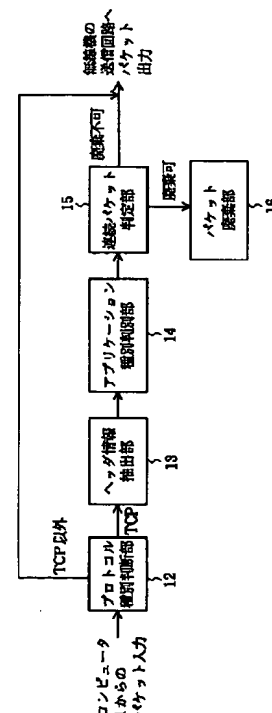 コンピュータ
からの
パケット入力
プロトコル
種別判断部
12
TCP以外
TCP
ヘッダ情報
抽出部
13
アプリケーション
種別判別部
14
15
連続パケット
判定部
廃棄不可
廃棄可
無線機の
送信回路へ
パケット
出力
パケット
廃棄部
16